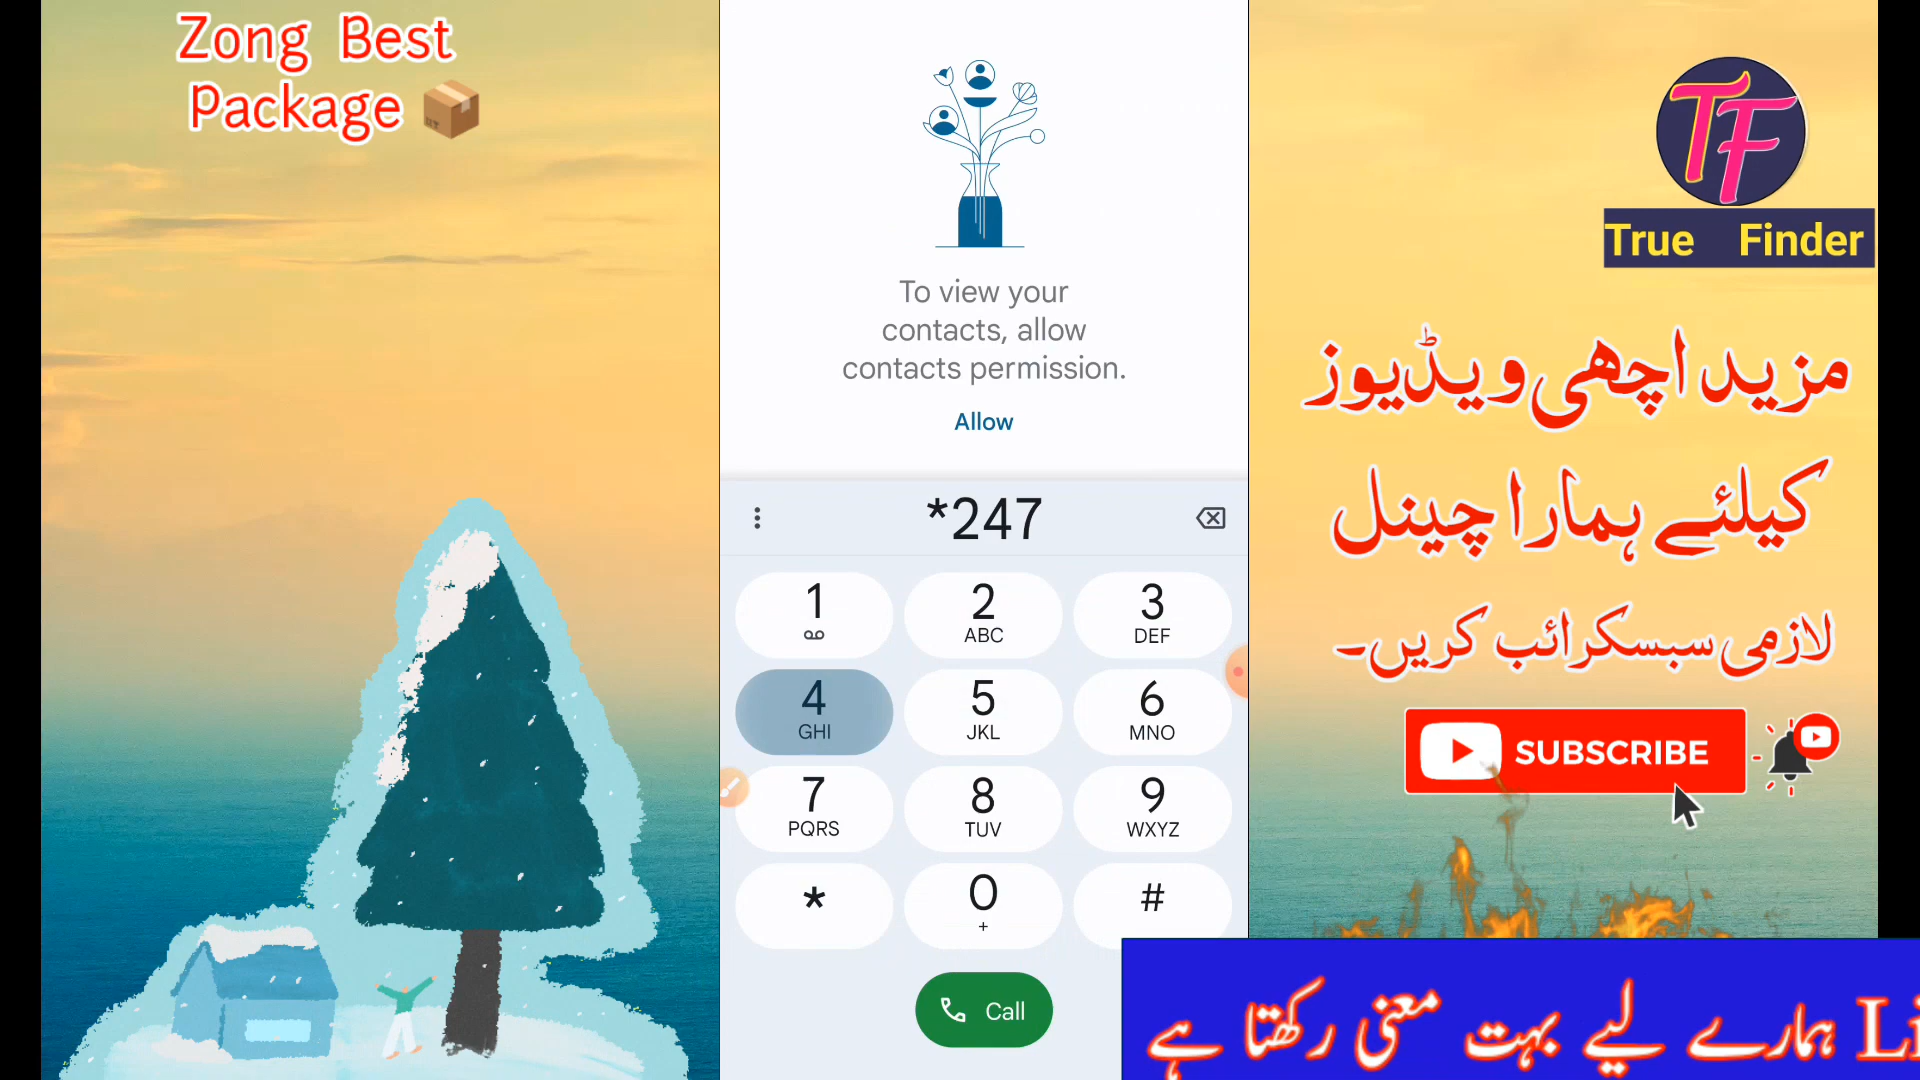 Zong Best
Package
To view your
contacts, allow
contacts permission.
Allow
*247
1
2
ABC
3
DEF
4
GHI
5
JKL
6
MNO
7
PQRS
8
TUV
9
WXYZ
*
0
+
#
Call
TF
True Finder
مزید اچھی ویڈیوز
کیلئے ہمارا چینل
لازمی سبسکرائب کریں۔
SUBSCRIBE
ہمارے لیے بہت معنی رکھتا ہے